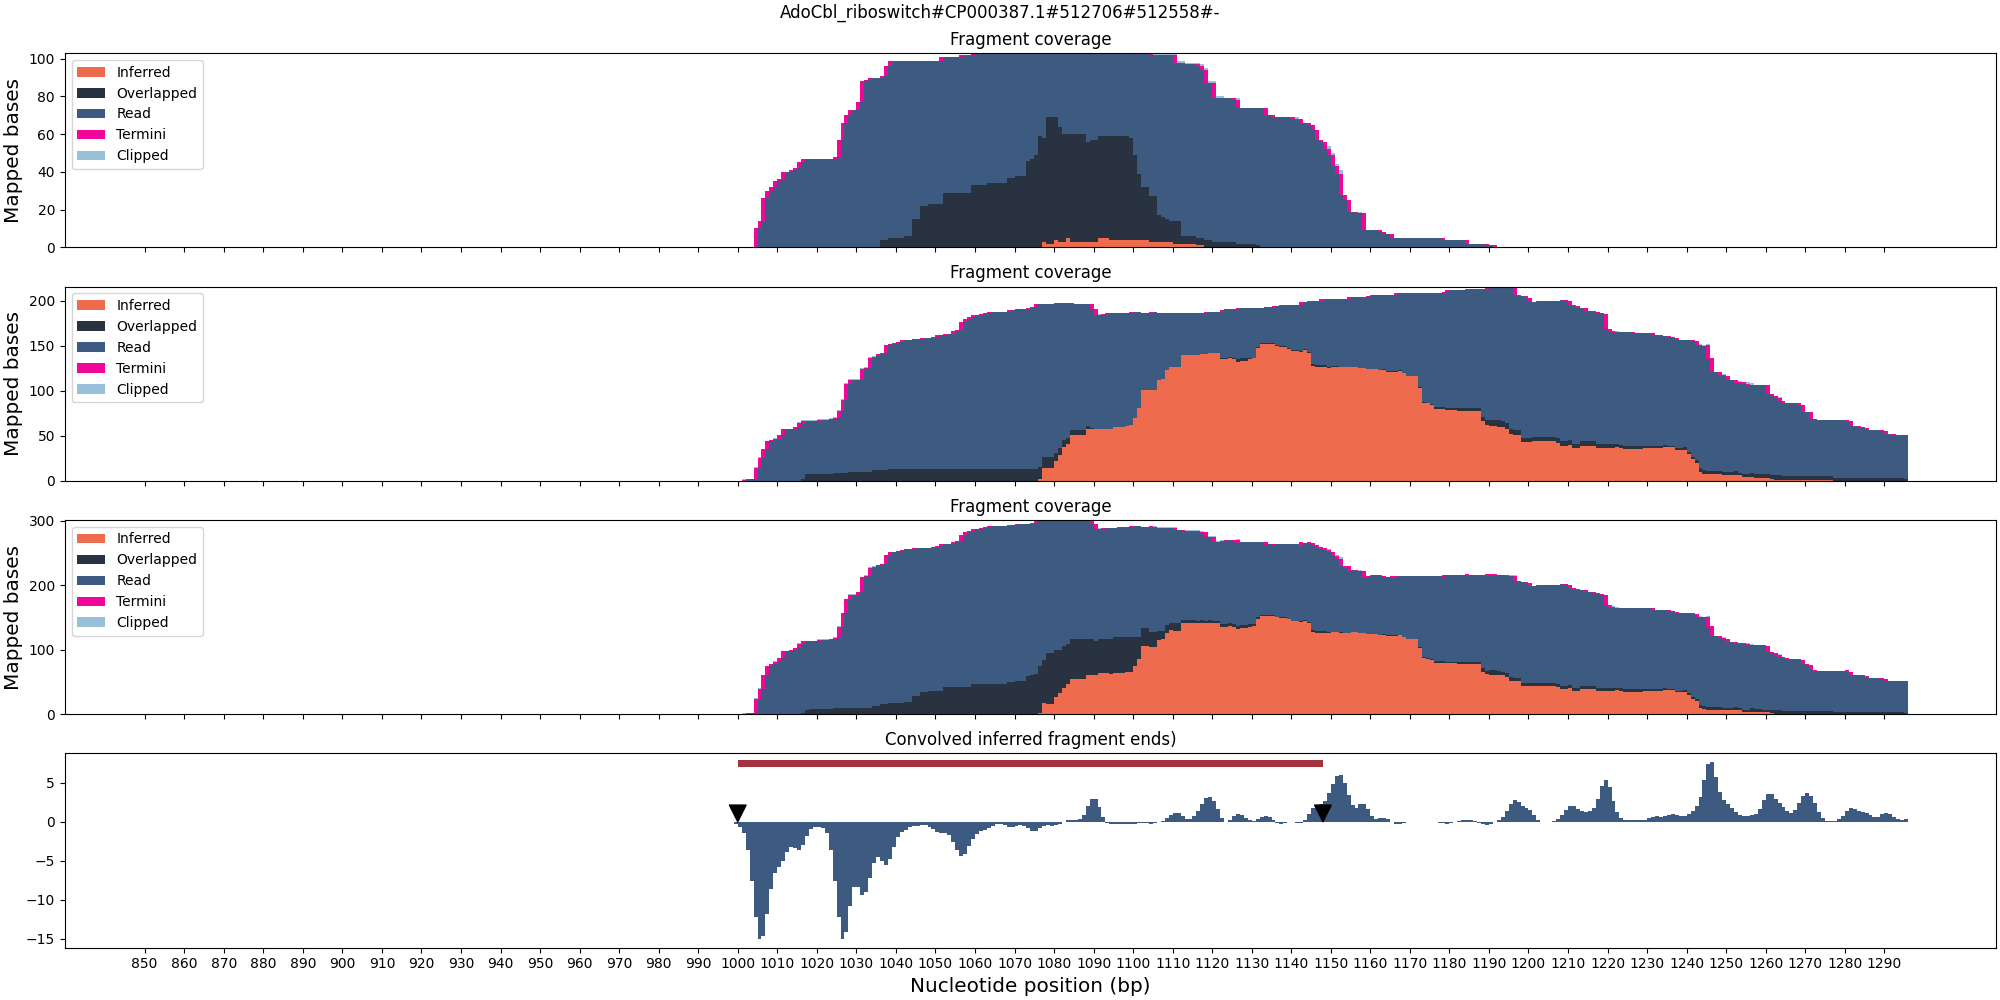 AdoCbl_riboswitch#CP000387.1#512706#512558#-
Fragment coverage
Mapped bases
100
80
60
40
20
0
Inferred
Overlapped
Read
Termini
Clipped
Fragment coverage
Mapped bases
200
150
100
50
0
Inferred
Overlapped
Read
Termini
Clipped
Fragment coverage
Mapped bases
300
200
100
0
Inferred
Overlapped
Read
Termini
Clipped
Convolved inferred fragment ends)
5
0
−5
−10
−15
850 860 870 880 890 900 910 920 930 940 950 960 970 980 990 1000 1010 1020 1030 1040 1050 1060 1070 1080 1090 1100 1110 1120 1130 1140 1150 1160 1170 1180 1190 1200 1210 1220 1230 1240 1250 1260 1270 1280 1290
Nucleotide position (bp)